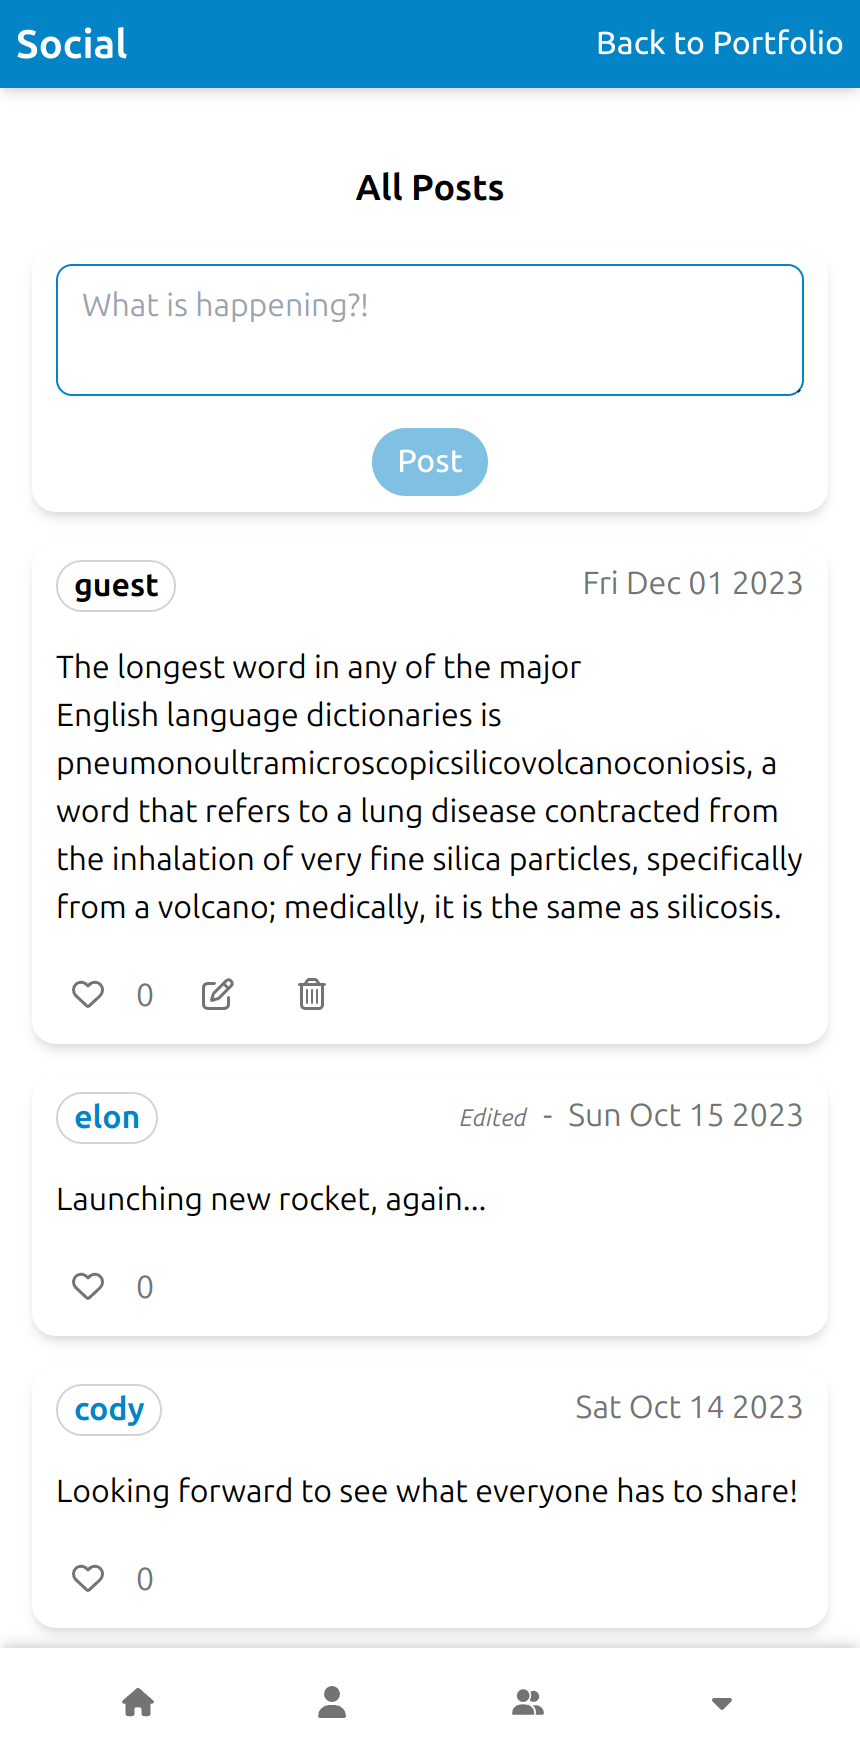 Social
Back to Portfolio
All Posts
What is happening?!
Post
guest
Fri Dec 01 2023
The longest word in any of the major
English language dictionaries is
pneumonoultramicroscopicsilicovolcanoconiosis, a
word that refers to a lung disease contracted from
the inhalation of very fine silica particles, specifically
from a volcano; medically, it is the same as silicosis.
0
elon
Edited - Sun Oct 15 2023
Launching new rocket, again...
0
cody
Sat Oct 14 2023
Looking forward to see what everyone has to share!
0